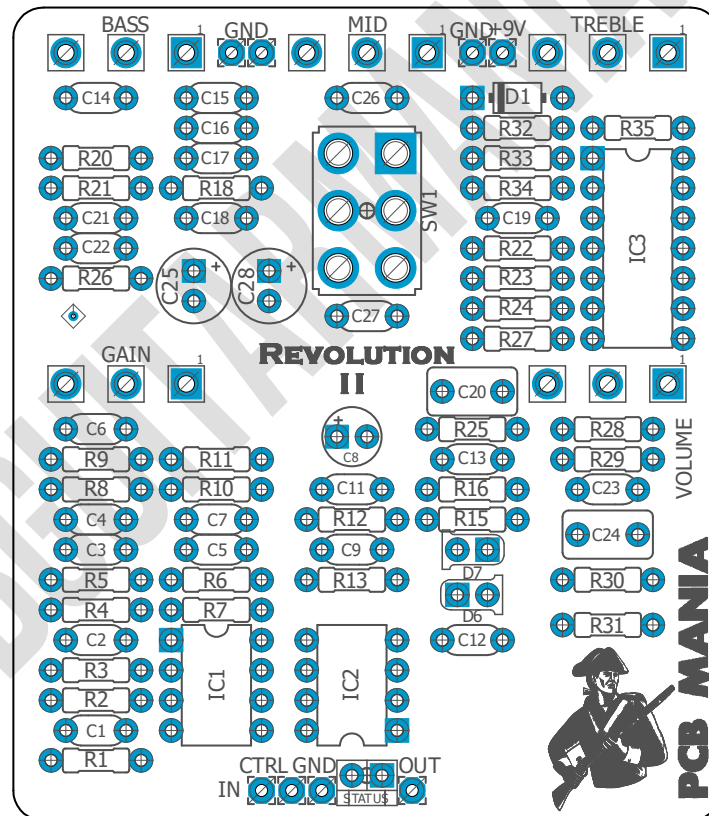 BASS GND MID GND +9V TREBLE
1 1 1
C14 C15 C26 D1
C16 R32 R35
R20 C17 R33
R21 R18 R34
C21 C18 SW1 C19
C22 R22 IC3
R26 C25 + C28 + R23
C27 R24
R27
REVOLUTION
II
GAIN 1 1
C20
C6 + R25 R28
R9 R11 C8 C13 R29 VOLUME
R8 R10 C11 R16 C23
C4 C7 R12 R15 C24
C3 C5 C9
R5 R6 R13 D7 R30
R4 R7 D6 R31
C2 C12
R3 IC1 IC2
R2
C1
R1
CTRL GND OUT
IN STATUS
PCB MANIA